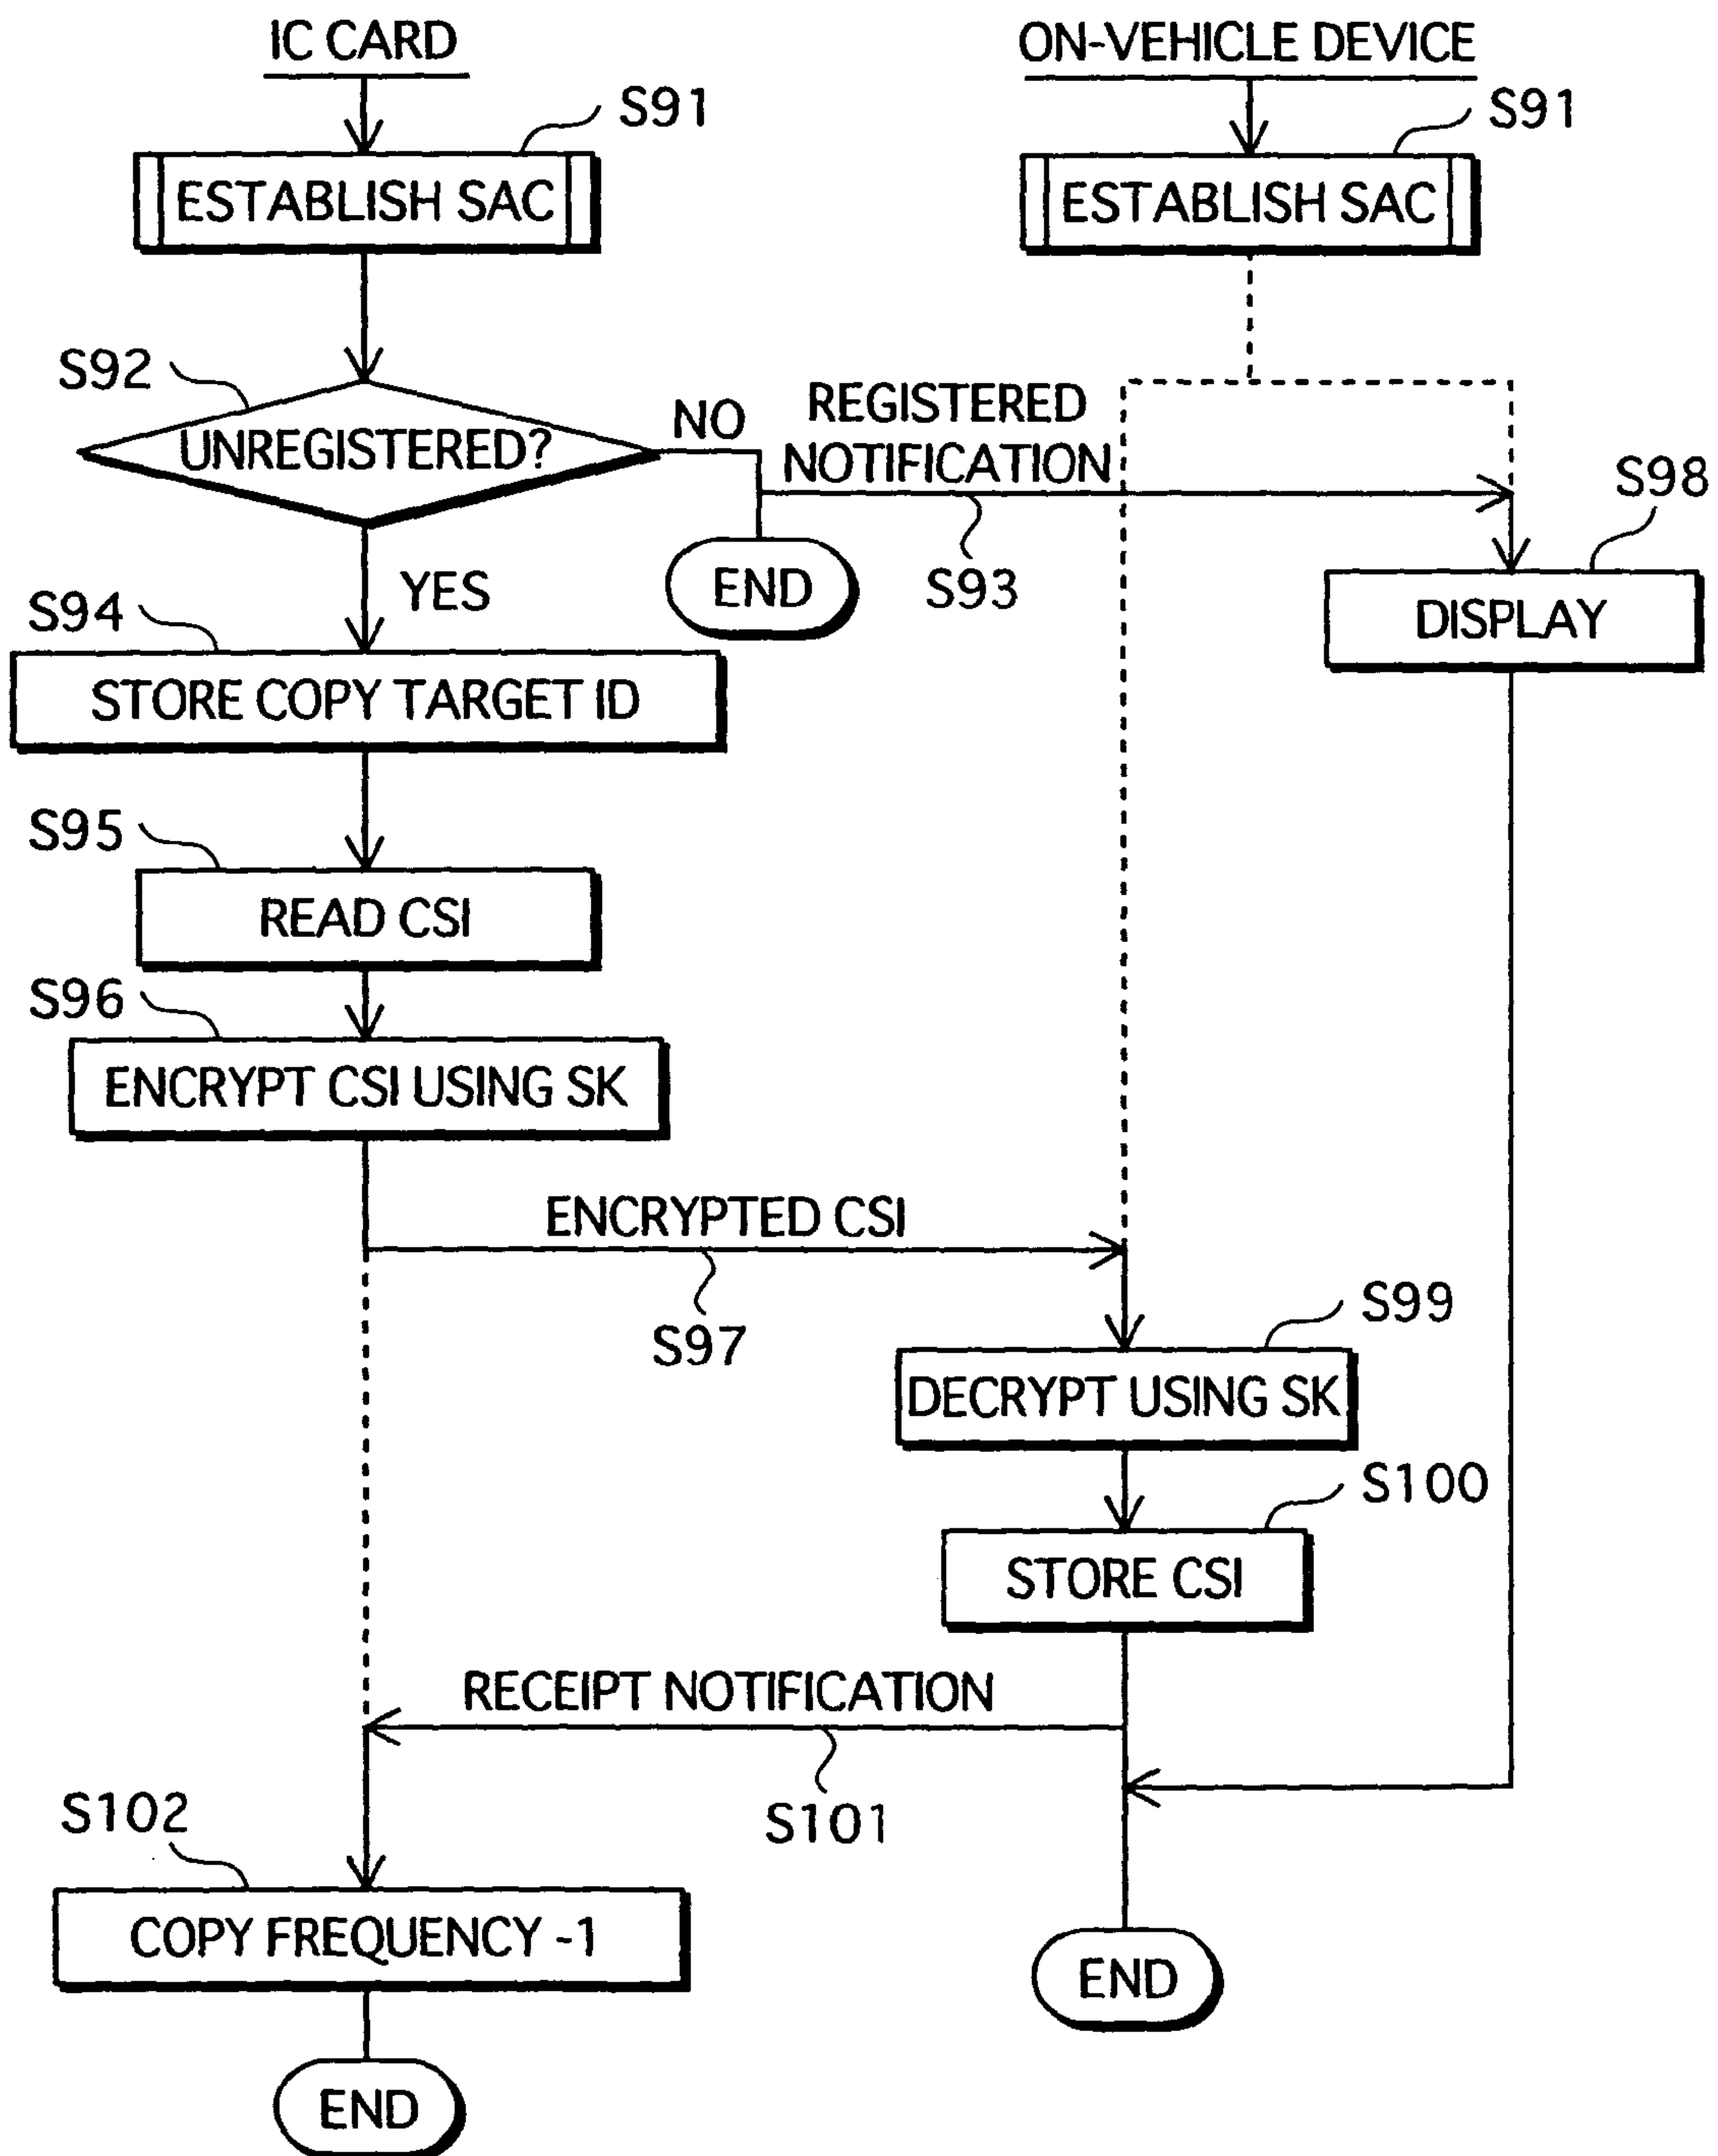 IC CARD
ON-VEHICLE DEVICE
S91
S91
ESTABLISH SAC
ESTABLISH SAC
S92
UNREGISTERED?
NO
REGISTERED
NOTIFICATION
S93
END
S98
DISPLAY
YES
S94
STORE COPY TARGET ID
S95
READ CSI
S96
ENCRYPT CSI USING SK
ENCRYPTED CSI
S97
S99
DECRYPT USING SK
S100
STORE CSI
RECEIPT NOTIFICATION
S101
S102
COPY FREQUENCY -1
END
END